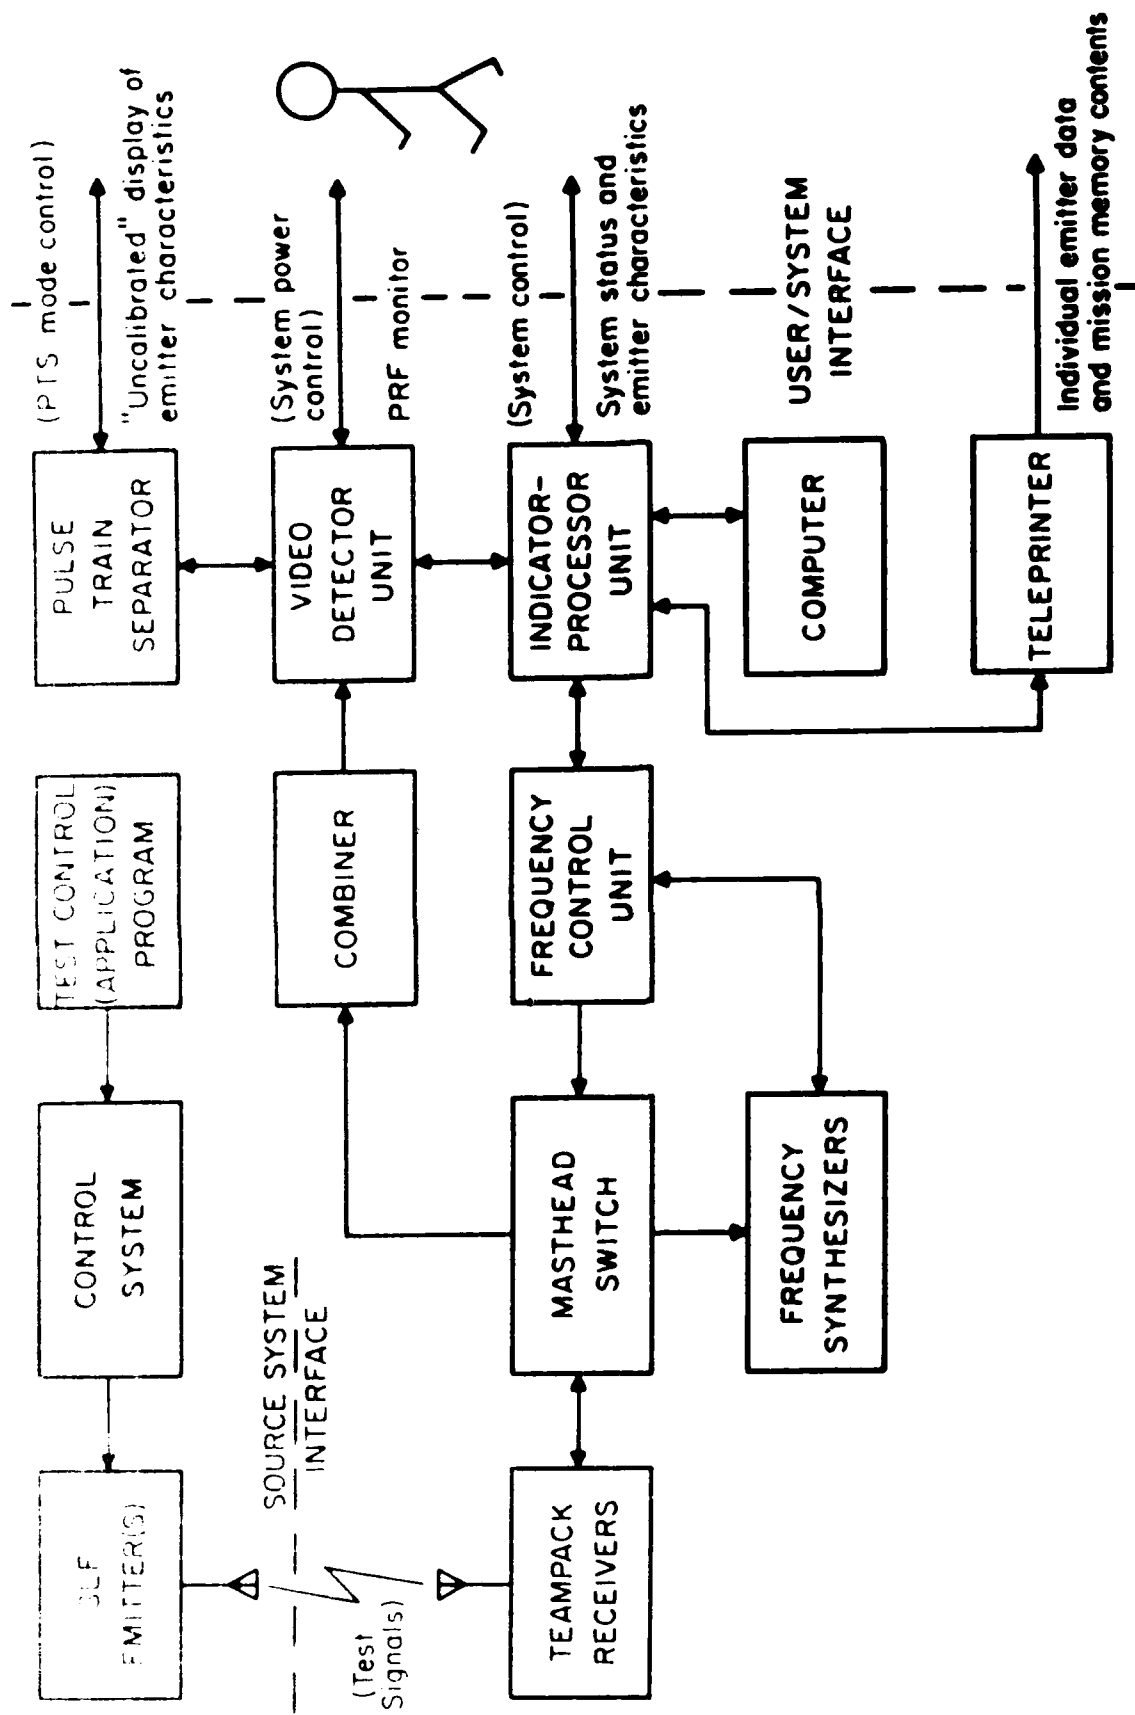 EMITTER(S)
CONTROL
SYSTEM
TEST CONTROL
(APPLICATION)
PROGRAM
PULSE
TRAIN
SEPARATOR
(PTS mode control)
"Uncalibrated" display of
emitter characteristics
SOURCE SYSTEM
INTERFACE
(Test
Signals)
COMBINER
VIDEO
DETECTOR
UNIT
(System power
control)
PRF monitor
TEAMPACK
RECEIVERS
MASTHEAD
SWITCH
FREQUENCY
CONTROL
UNIT
INDICATOR-
PROCESSOR
UNIT
(System control)
System status and
emitter characteristics
FREQUENCY
SYNTHESIZERS
COMPUTER
USER/SYSTEM
INTERFACE
TELEPRINTER
Individual emitter data
and mission memory contents